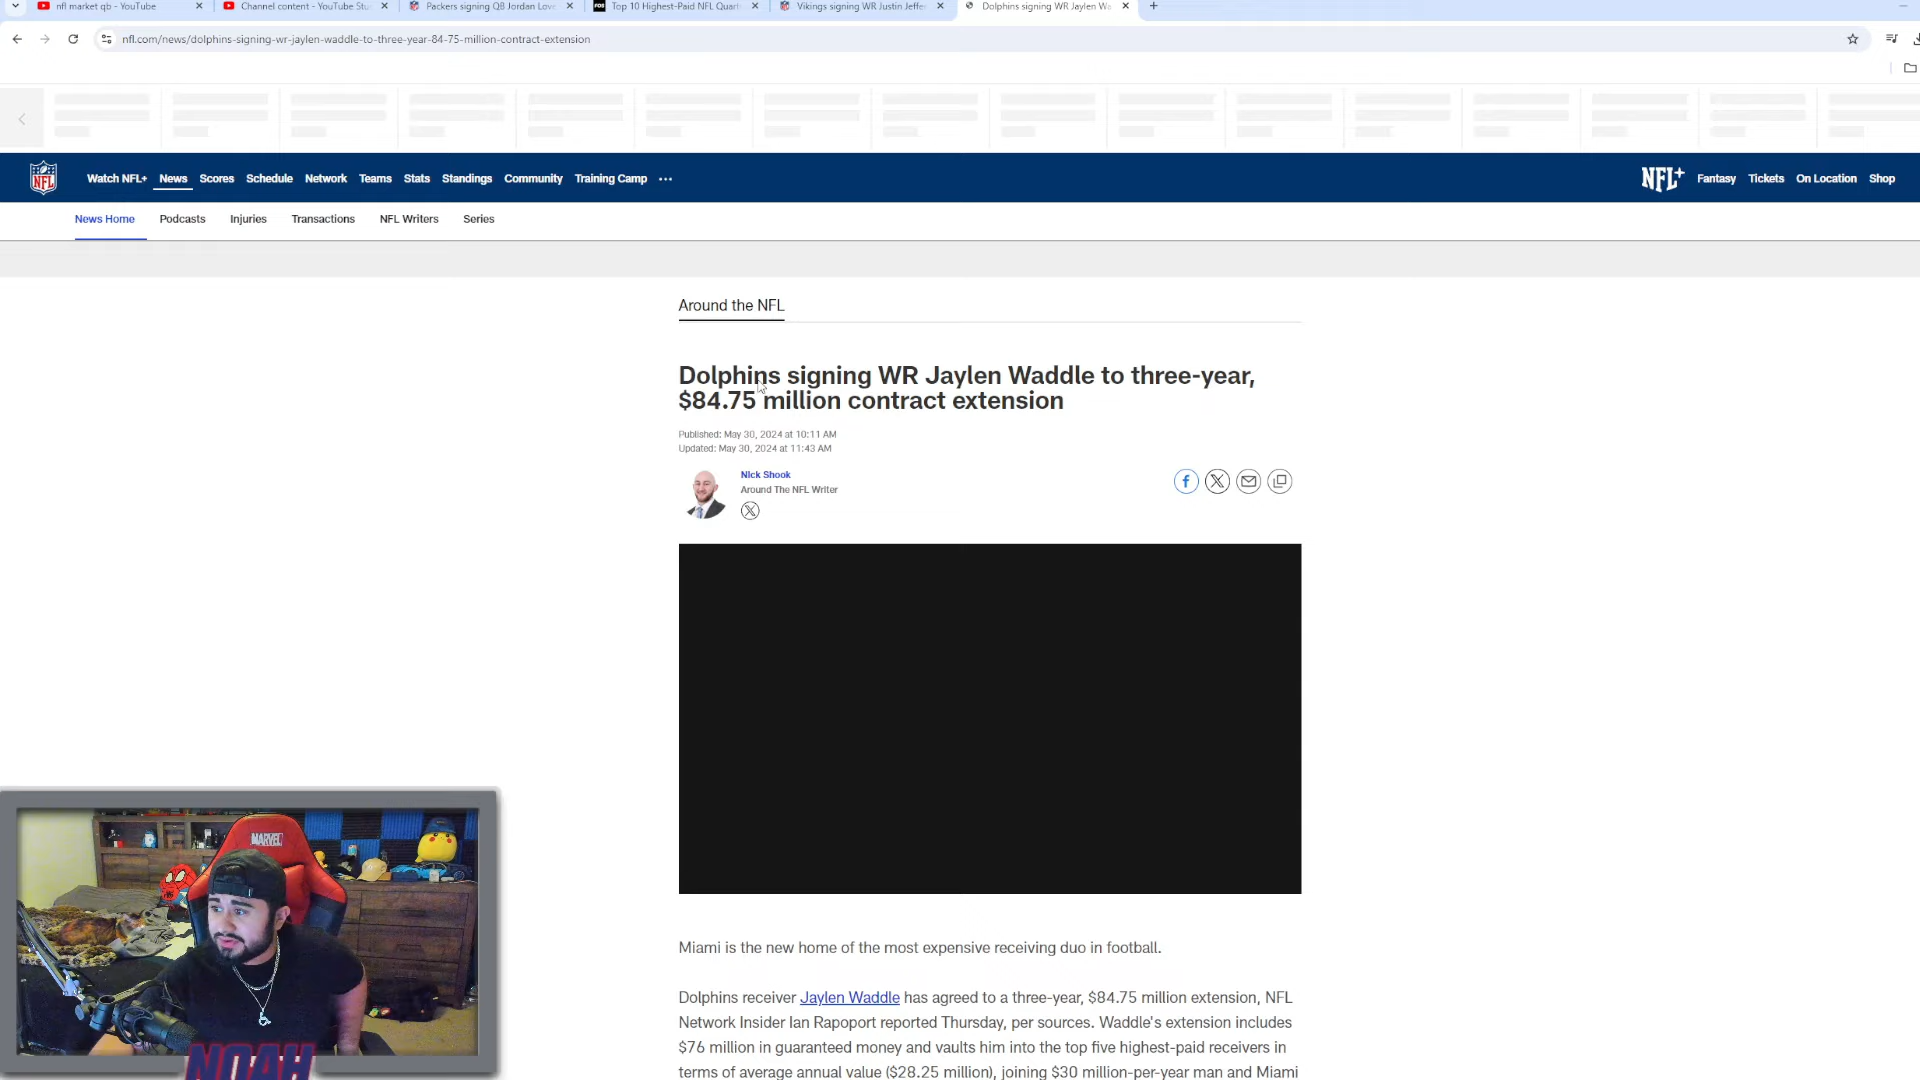 nfl market qb - YouTube
Channel content - YouTube Stu
Packers signing QB Jordan Love
Top 10 Highest-Paid NFL Quart
Vikings signing WR Justin Jeffe
Dolphins signing WR Jaylen Wa
nfl.com/news/dolphins-signing-wr-jaylen-waddle-to-three-year-84-75-million-contract-extension
NFL Watch NFL+ News Scores Schedule Network Teams Stats Standings Community Training Camp ••• NFL+ Fantasy Tickets On Location Shop
News Home Podcasts Injuries Transactions NFL Writers Series
Around the NFL
Dolphins signing WR Jaylen Waddle to three-year,
$84.75 million contract extension
Published: May 30, 2024 at 10:11 AM
Updated: May 30, 2024 at 11:43 AM
Nick Shook
Around The NFL Writer
Miami is the new home of the most expensive receiving duo in football.
Dolphins receiver Jaylen Waddle has agreed to a three-year, $84.75 million extension, NFL
Network Insider Ian Rapoport reported Thursday, per sources. Waddle's extension includes
$76 million in guaranteed money and vaults him into the top five highest-paid receivers in
terms of average annual value ($28.25 million), joining $30 million-per-year man and Miami
MARVEL
NOAH